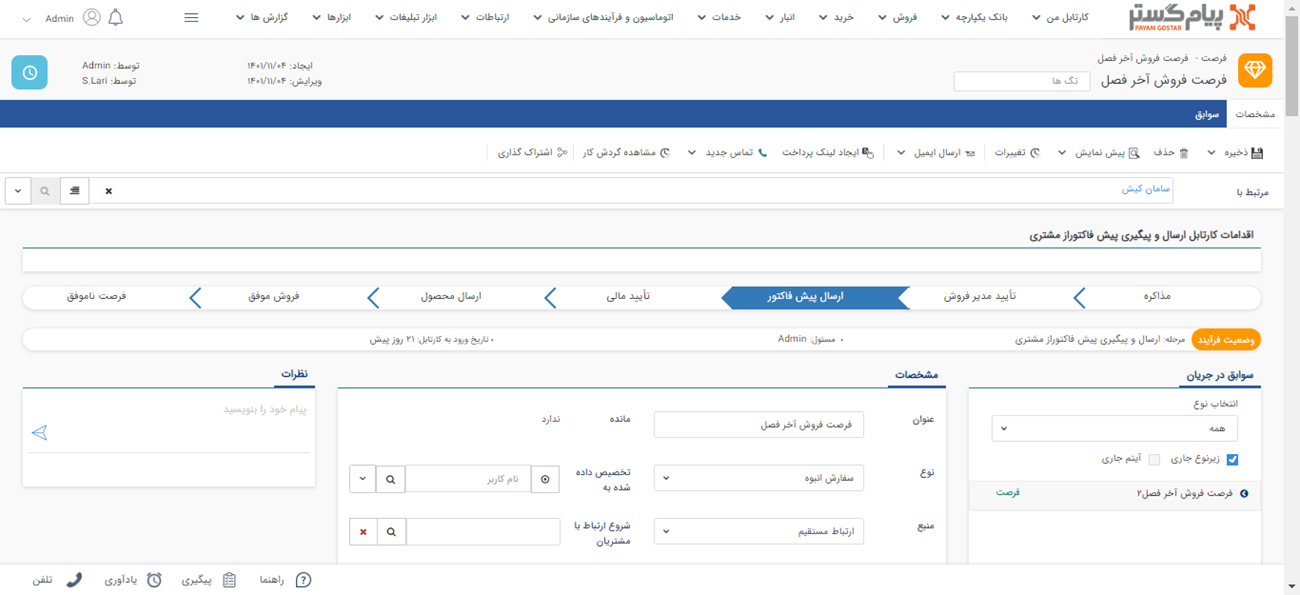 پیام گستر
PAYAM GOSTAR
کارتابل من
بانک یکپارچه
فروش
خرید
انبار
خدمات
اتوماسیون و فرآیندهای سازمانی
ارتباطات
ابزار تبلیغات
ابزارها
گزارش ها
Admin
فرصت - فرصت فروش آخر فصل
فرصت فروش آخر فصل
تگ ها
ایجاد: ۱۴۰۱/۱۱/۰۴ توسط: Admin
ویرایش: ۱۴۰۱/۱۱/۰۴ توسط: S.Lari
مشخصات
سوابق
ذخیره
حذف
پیش نمایش
تغییرات
ارسال ایمیل
ایجاد لینک پرداخت
تماس جدید
مشاهده گردش کار
اشتراک گذاری
مرتبط با
سامان کیش
اقدامات کارتابل ارسال و پیگیری پیش فاکتوراز مشتری
مذاکره
تأیید مدیر فروش
ارسال پیش فاکتور
تأیید مالی
ارسال محصول
فروش موفق
فرصت ناموفق
وضعیت فرآیند
مرحله: ارسال و پیگیری پیش فاکتوراز مشتری
• مسئول: Admin
• تاریخ ورود به کارتابل: ۲۱ روز پیش
سوابق در جریان
انتخاب نوع
همه
زیرنوع جاری
آیتم جاری
فرصت فروش آخر فصل۲
فرصت
مشخصات
عنوان
فرصت فروش آخر فصل
مانده
ندارد
نوع
سفارش انبوه
تخصیص داده
شده به
نام کاربر
منبع
ارتباط مستقیم
شروع ارتباط با
مشتریان
نظرات
پیام خود را بنویسید
راهنما
پیگیری
یادآوری
تلفن